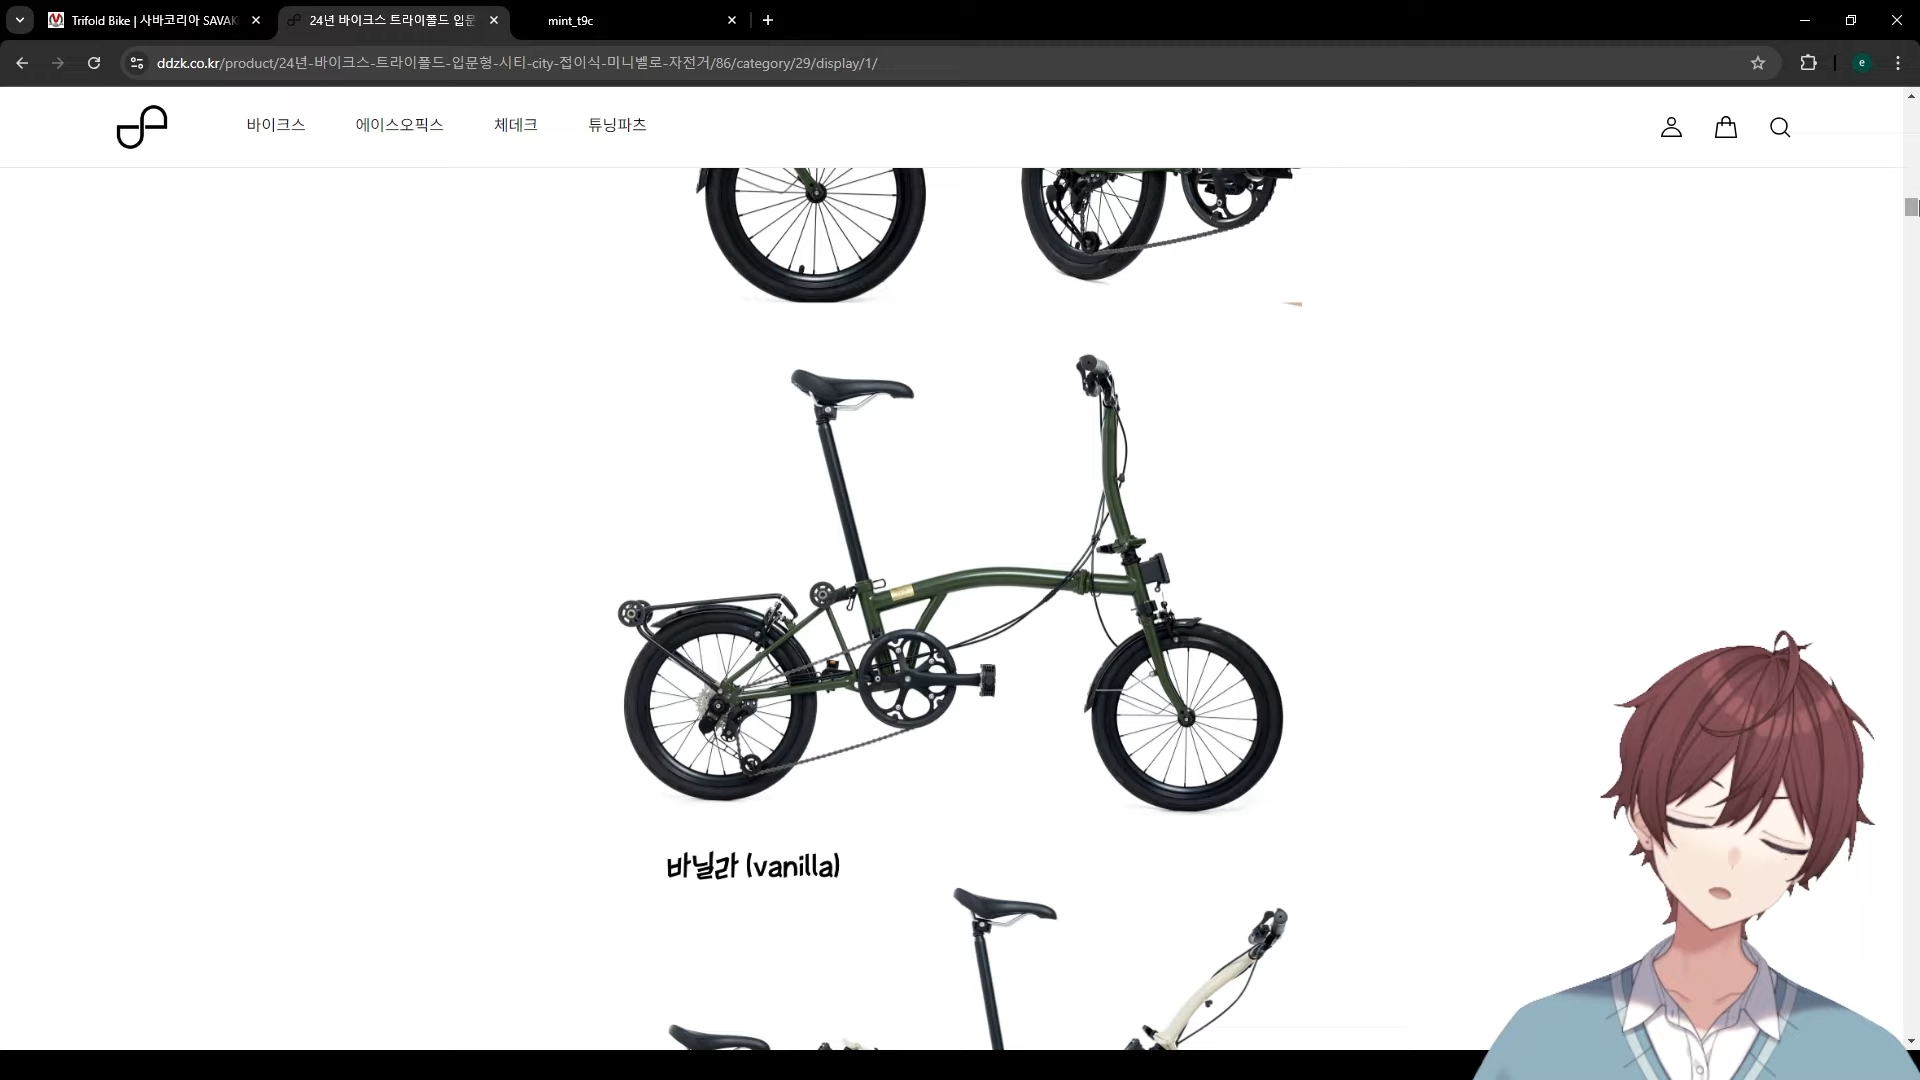 Trifold Bike | 사바코리아 SAVAK
24년 바이크스 트라이폴드 입문
mint_t9c
ddzk.co.kr/product/24년-바이크스-트라이폴드-입문형-시티-city-접이식-미니벨로-자전거/86/category/29/display/1/
e
바이크스
에이스오픽스
체데크
튜닝파츠
바닐라 (vanilla)